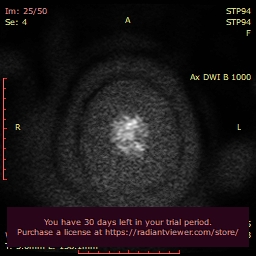 Im: 25/50
STP94
Se: 4
STP94
F
A
Ax DWI B 1000
R
L
You have 30 days left in your trial period.
Purchase a license at https://radiantviewer.com/store/